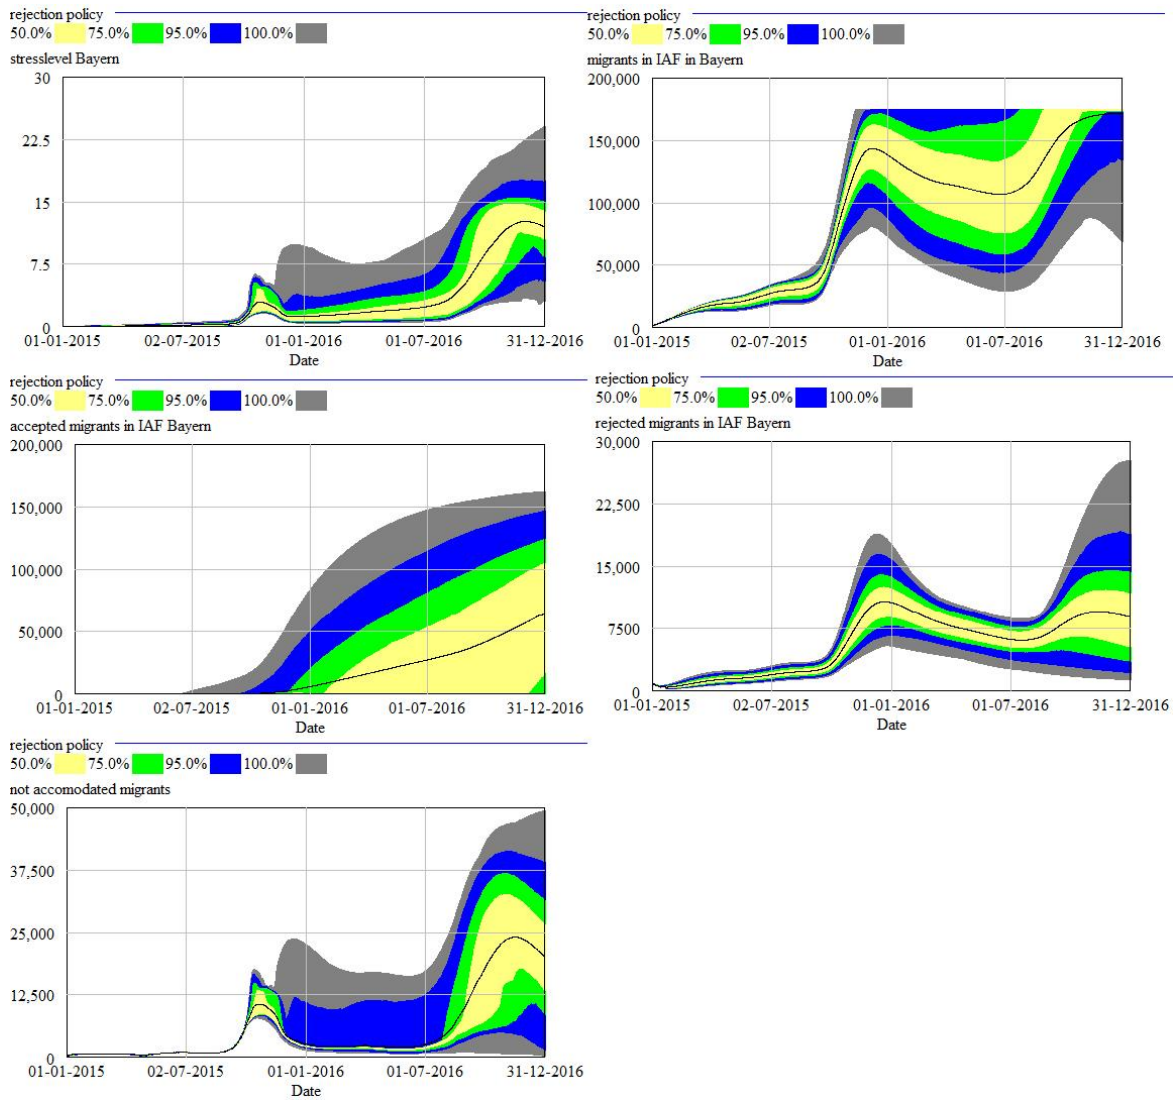 rejection policy
50.0% 75.0% 95.0% 100.0%
stresslevel Bayern
30
22.5
15
7.5
0
01-01-2015 02-07-2015 01-01-2016 01-07-2016 31-12-2016
Date
rejection policy
50.0% 75.0% 95.0% 100.0%
migrants in IAF in Bayern
200,000
150,000
100,000
50,000
0
01-01-2015 02-07-2015 01-01-2016 01-07-2016 31-12-2016
Date
rejection policy
50.0% 75.0% 95.0% 100.0%
accepted migrants in IAF Bayern
200,000
150,000
100,000
50,000
0
01-01-2015 02-07-2015 01-01-2016 01-07-2016 31-12-2016
Date
rejection policy
50.0% 75.0% 95.0% 100.0%
rejected migrants in IAF Bayern
30,000
22,500
15,000
7500
0
01-01-2015 02-07-2015 01-01-2016 01-07-2016 31-12-2016
Date
rejection policy
50.0% 75.0% 95.0% 100.0%
not accomodated migrants
50,000
37,500
25,000
12,500
0
01-01-2015 02-07-2015 01-01-2016 01-07-2016 31-12-2016
Date